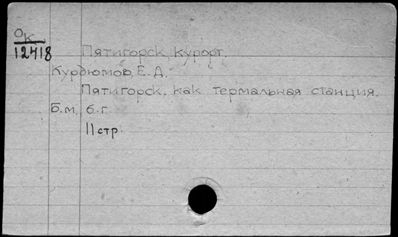 Ок
12418
Пятигорск, курорт.
Курдюмов, Е. Д.
Пятигорск, как термальная станция.
Б.м., б.г.
11 стр.